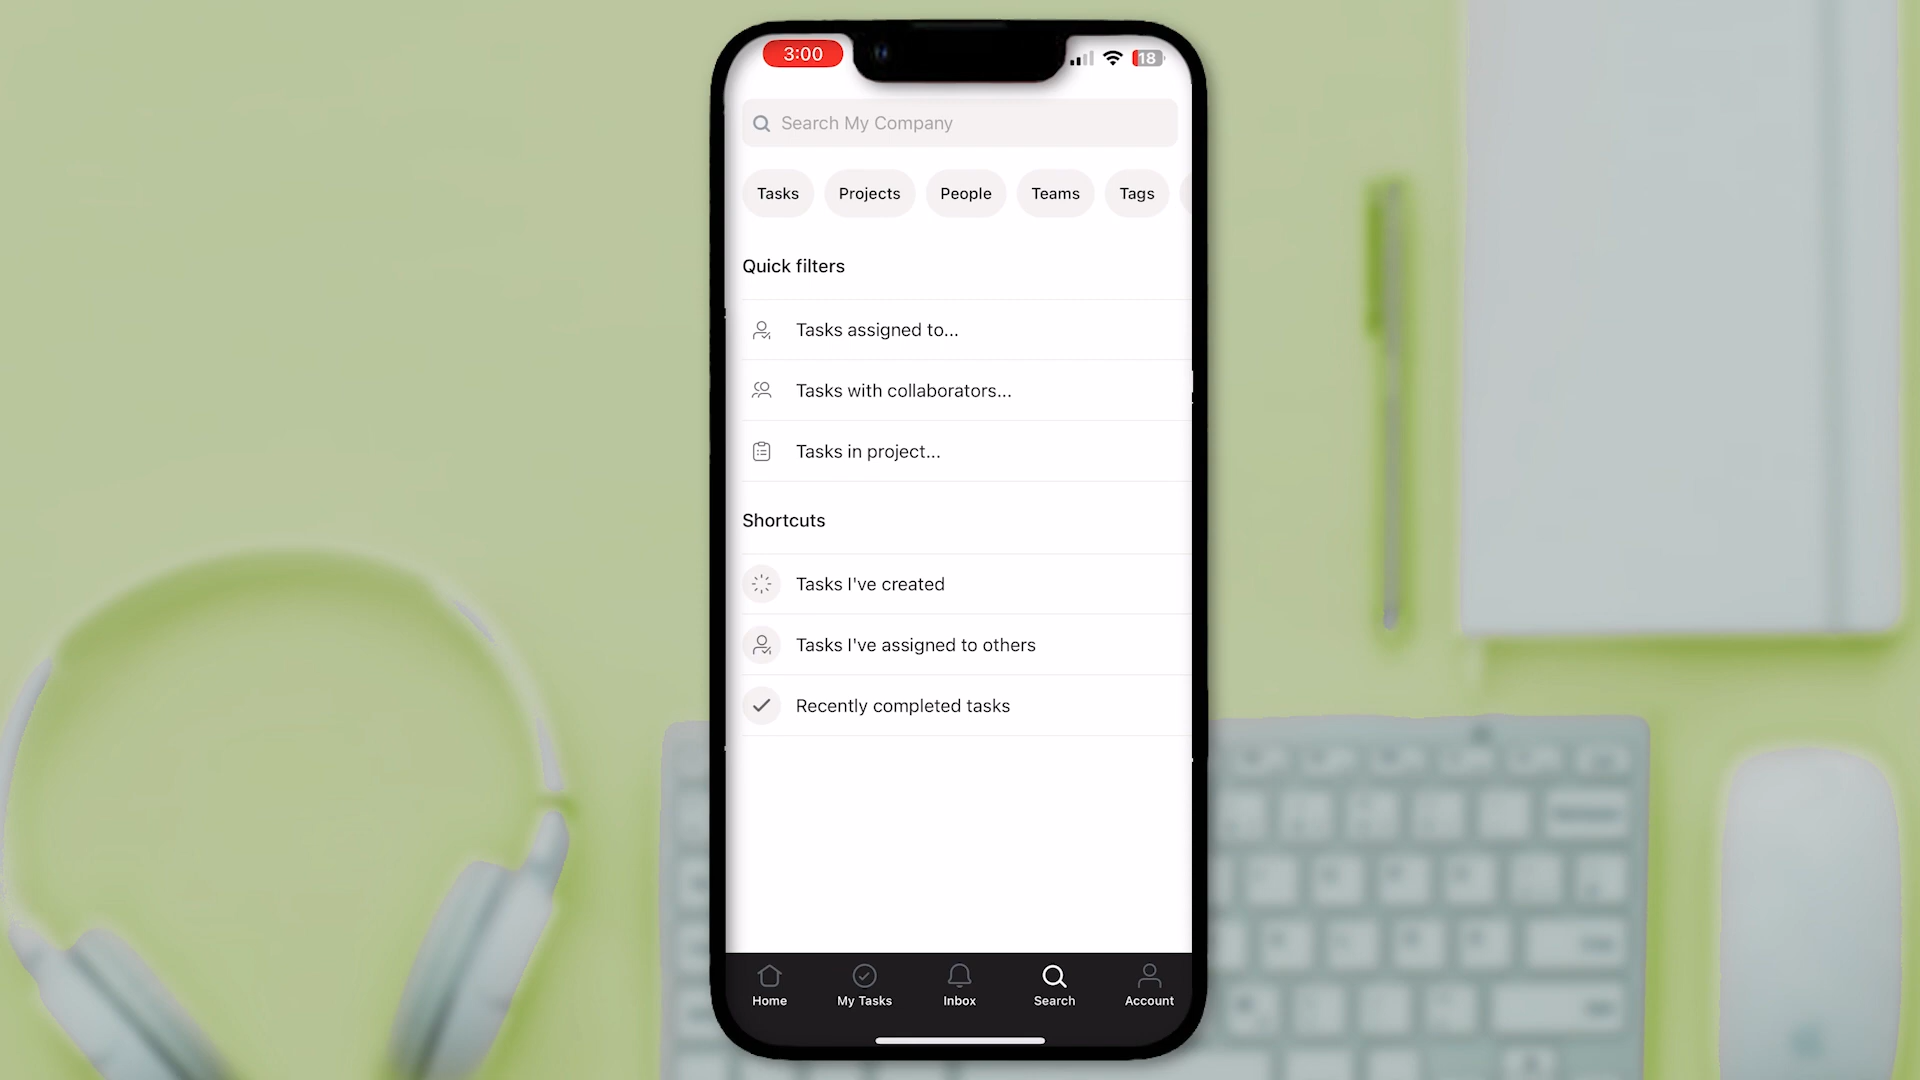 3:00
18
Search My Company
Tasks
Projects
People
Teams
Tags
Quick filters
Tasks assigned to...
Tasks with collaborators...
Tasks in project...
Shortcuts
Tasks I've created
Tasks I've assigned to others
Recently completed tasks
Home
My Tasks
Inbox
Search
Account